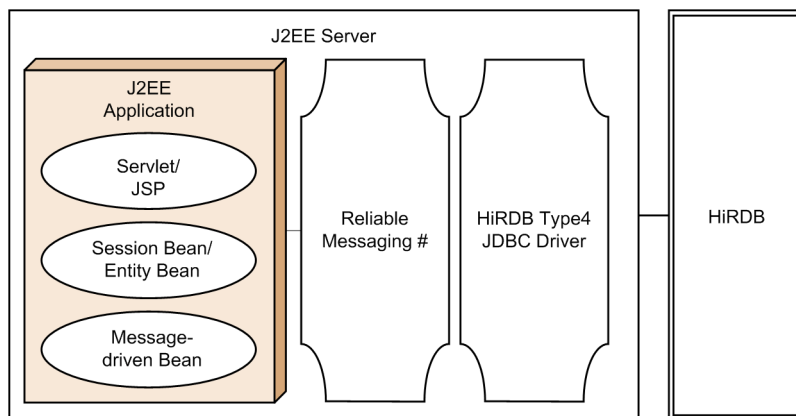 J2EE Server
J2EE
Application
Servlet/
JSP
Session Bean/
Entity Bean
Message-
driven Bean
Reliable
Messaging #
HiRDB Type4
JDBC Driver
HiRDB